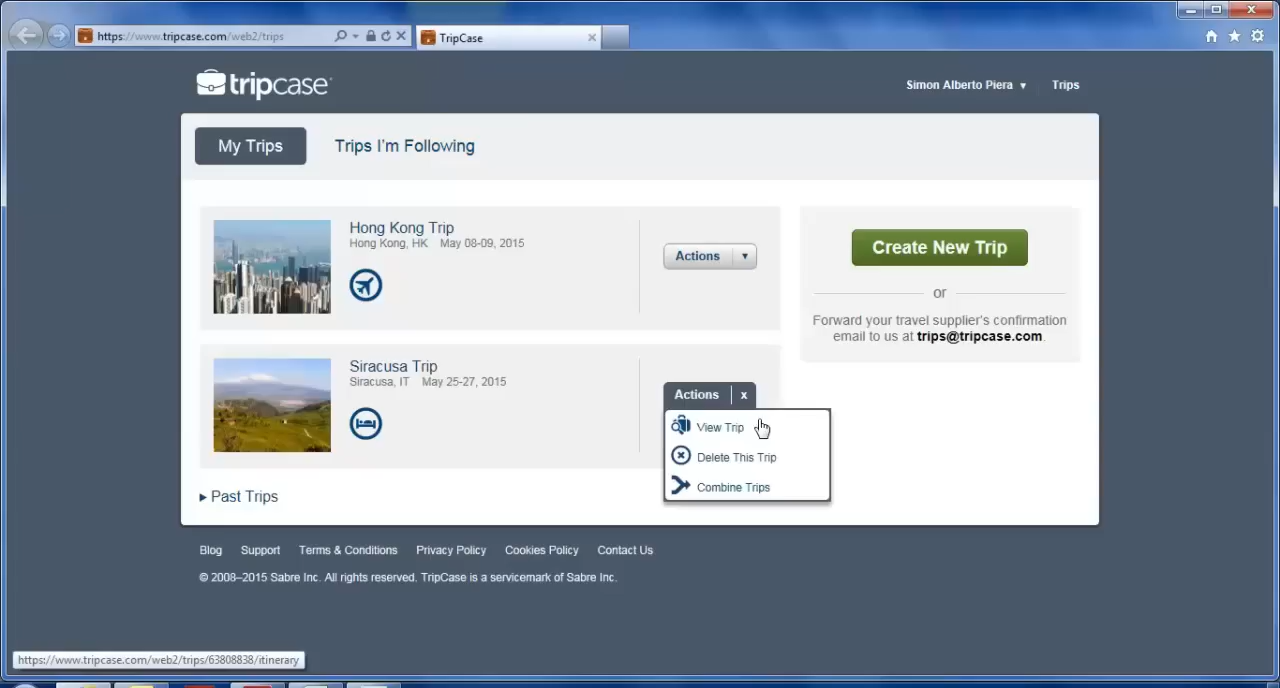 https://www.tripcase.com/web2/trips
TripCase
tripcase
Simon Alberto Piera
Trips
My Trips
Trips I'm Following
Hong Kong Trip
Hong Kong, HK May 08-09, 2015
Actions
Create New Trip
or
Forward your travel supplier's confirmation
email to us at trips@tripcase.com.
Siracusa Trip
Siracusa, IT May 25-27, 2015
Actions x
View Trip
Delete This Trip
Combine Trips
Past Trips
Blog Support Terms & Conditions Privacy Policy Cookies Policy Contact Us
© 2008–2015 Sabre Inc. All rights reserved. TripCase is a servicemark of Sabre Inc.
https://www.tripcase.com/web2/trips/63808838/itinerary